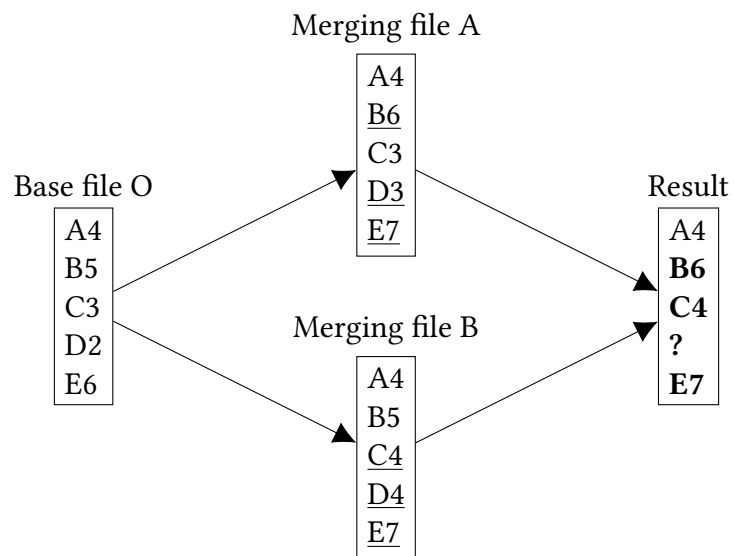 Merging file A
A4
B6
C3
D3
E7
Base file O
A4
B5
C3
D2
E6
Merging file B
A4
B5
C4
D4
E7
Result
A4
B6
C4
?
E7